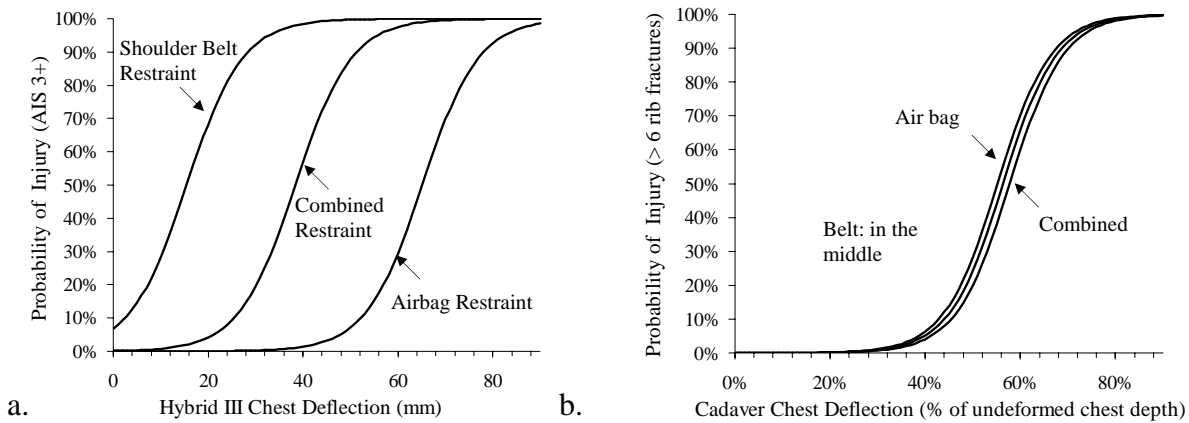 100%
90%
80%
70%
60%
50%
40%
30%
20%
10%
0%
Probability of Injury (AIS 3+)
Shoulder Belt
Restraint
Combined
Restraint
Airbag Restraint
0
20
40
60
80
Hybrid III Chest Deflection (mm)
a.
100%
90%
80%
70%
60%
50%
40%
30%
20%
10%
0%
Probability of Injury (> 6 rib fractures)
Air bag
Combined
Belt: in the
middle
0%
20%
40%
60%
80%
Cadaver Chest Deflection (% of undeformed chest depth)
b.